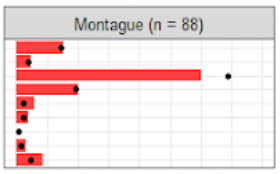 Montague (n = 88)